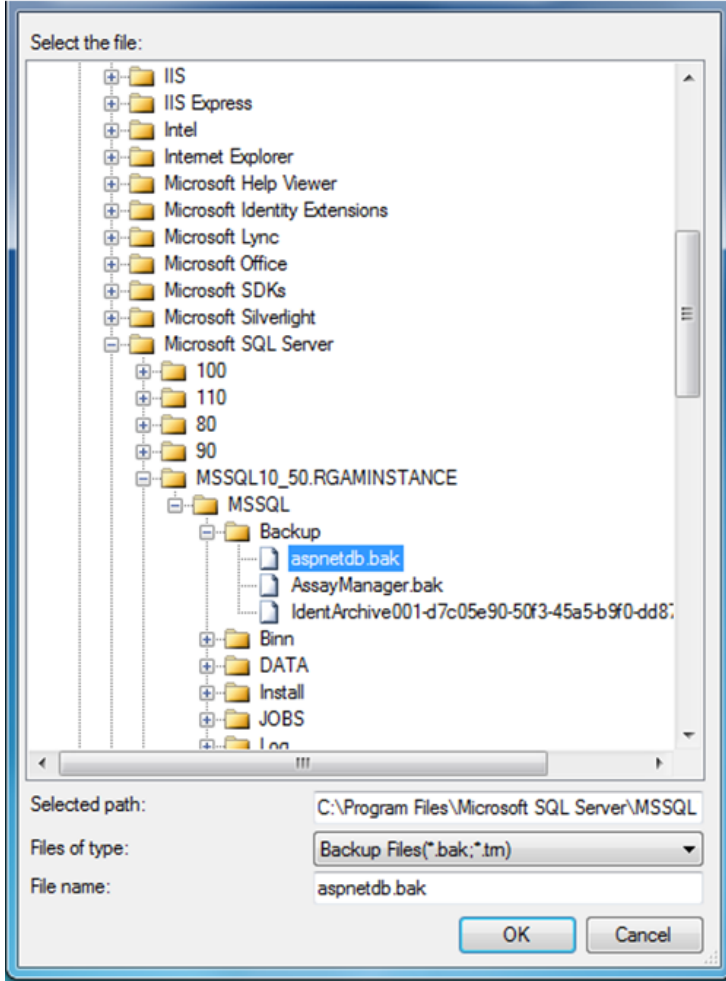 Select the file:
IIS
IIS Express
Intel
Internet Explorer
Microsoft Help Viewer
Microsoft Identity Extensions
Microsoft Lync
Microsoft Office
Microsoft SDKs
Microsoft Silverlight
Microsoft SQL Server
100
110
80
90
MSSQL10_50.RGAMINSTANCE
MSSQL
Backup
aspnetdb.bak
AssayManager.bak
IdentArchive001-d7c05e90-50f3-45a5-b9f0-dd87
Binn
DATA
Install
JOBS
Log
Selected path: C:\Program Files\Microsoft SQL Server\MSSQL
Files of type: Backup Files(*.bak;*.trn)
File name: aspnetdb.bak
OK Cancel